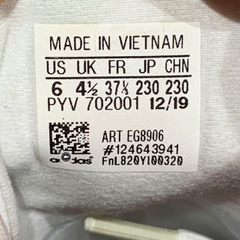 MADE IN VIETNAM
US UK FR JP CHN
6 4½ 37⅓ 230 230
PYV 702001 12/19
ART EG8906
#124643941
adidas FnL820YI00320